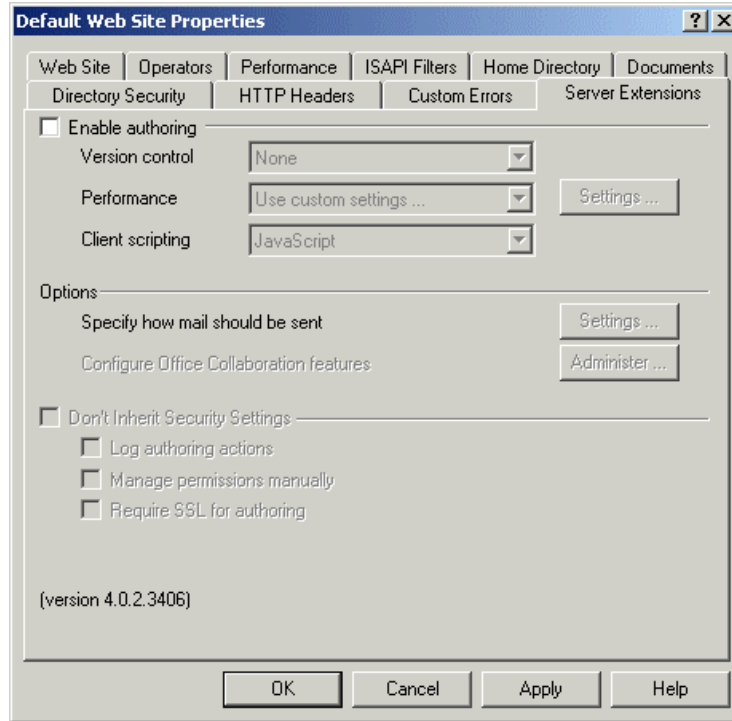 Default Web Site Properties
Web Site Operators Performance ISAPI Filters Home Directory Documents
Directory Security HTTP Headers Custom Errors Server Extensions
Enable authoring
Version control None
Performance Use custom settings ... Settings ...
Client scripting JavaScript
Options
Specify how mail should be sent Settings ...
Configure Office Collaboration features Administer ...
Don't Inherit Security Settings
Log authoring actions
Manage permissions manually
Require SSL for authoring
(version 4.0.2.3406)
OK Cancel Apply Help